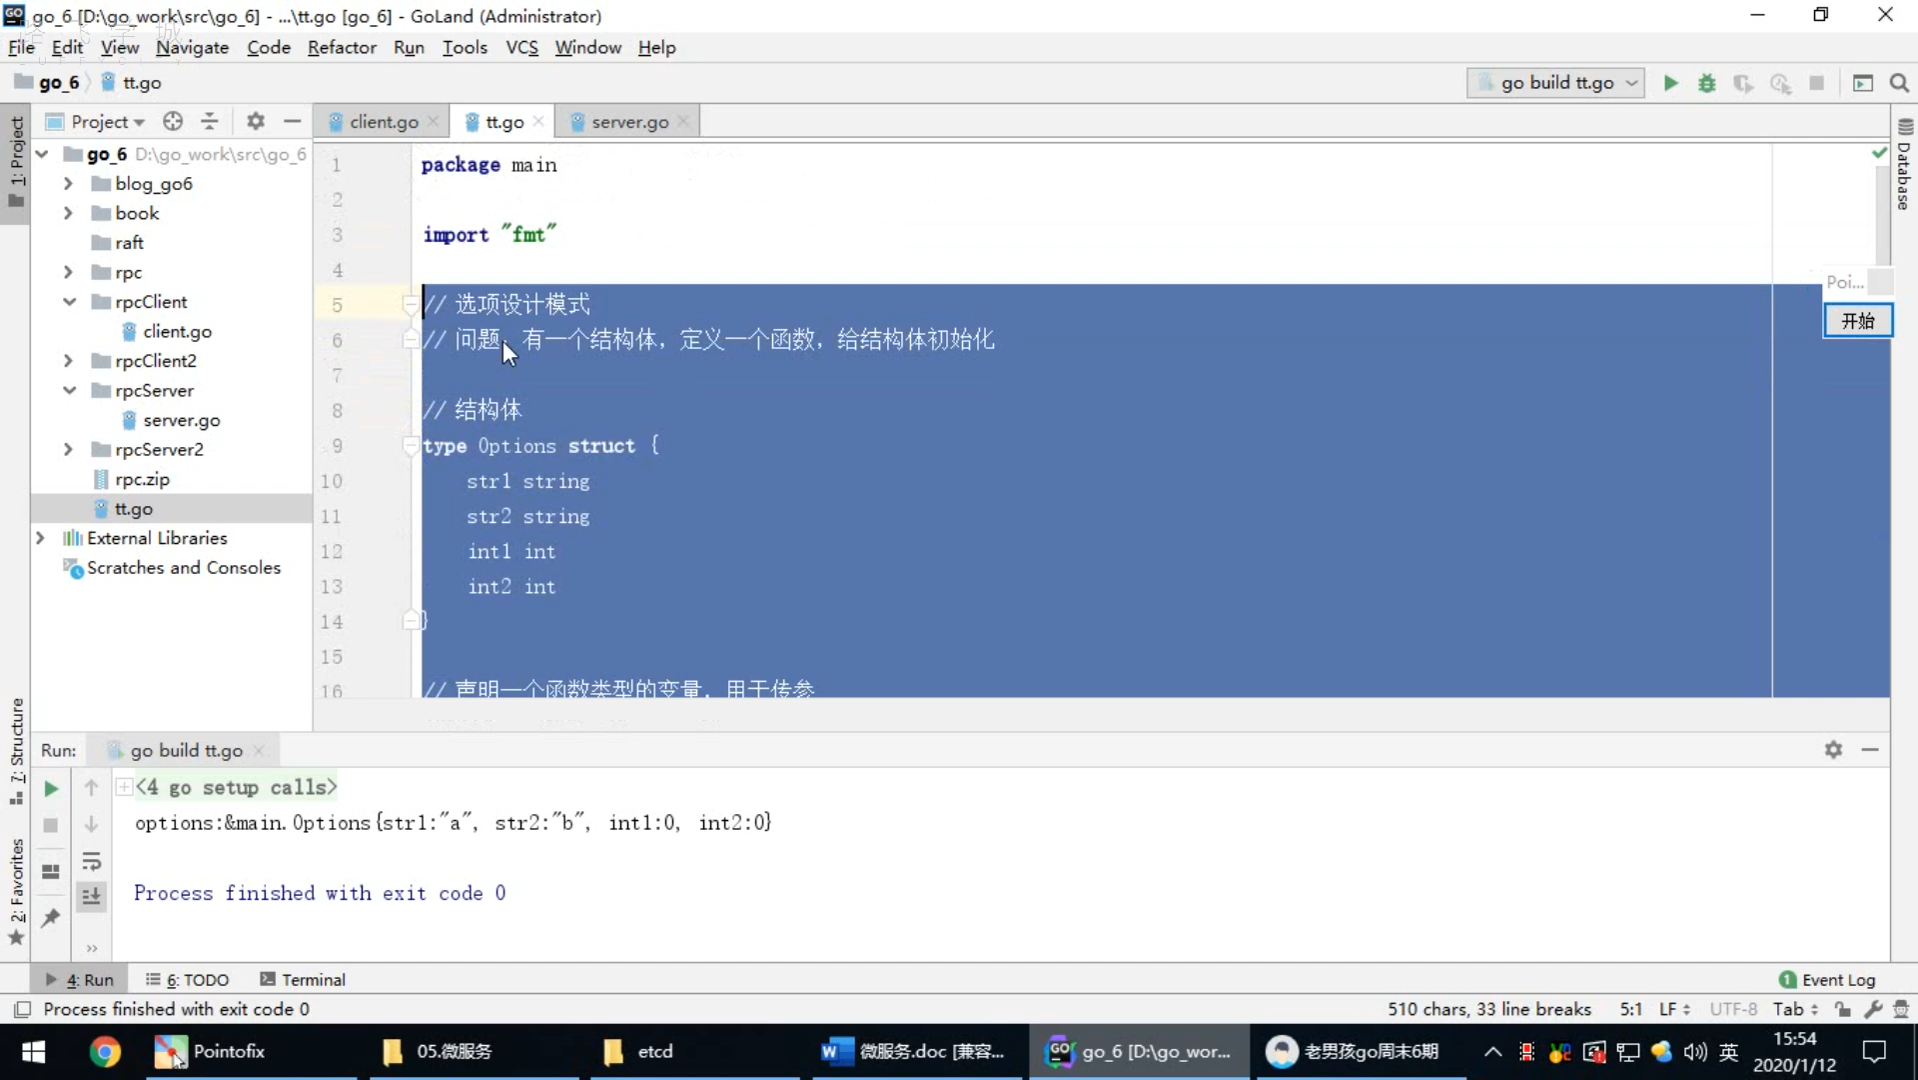 go_6 [D:\go_work\src\go_6] - ...\tt.go [go_6] - GoLand (Administrator)
File Edit View Navigate Code Refactor Run Tools VCS Window Help
go_6 tt.go
go build tt.go
1: Project
Project
client.go
tt.go
server.go
Database
go_6 D:\go_work\src\go_6
blog_go6
book
raft
rpc
rpcClient
client.go
rpcClient2
rpcServer
server.go
rpcServer2
rpc.zip
tt.go
External Libraries
Scratches and Consoles
1 package main
2
3 import "fmt"
4
5 // 选项设计模式
6 // 问题：有一个结构体，定义一个函数，给结构体初始化
7
8 // 结构体
9 type Options struct {
10 str1 string
11 str2 string
12 int1 int
13 int2 int
14 }
15
16 // 声明一个函数类型的变量，用于传参
Poi...
开始
7: Structure
2: Favorites
Run: go build tt.go
<4 go setup calls>
options:&main.Options{str1:"a", str2:"b", int1:0, int2:0}
Process finished with exit code 0
4: Run 6: TODO Terminal
1 Event Log
Process finished with exit code 0
510 chars, 33 line breaks 5:1 LF UTF-8 Tab
Pointofix
05.微服务
etcd
微服务.doc [兼容...
go_6 [D:\go_wor...
老男孩go周末6期
英
15:54
2020/1/12